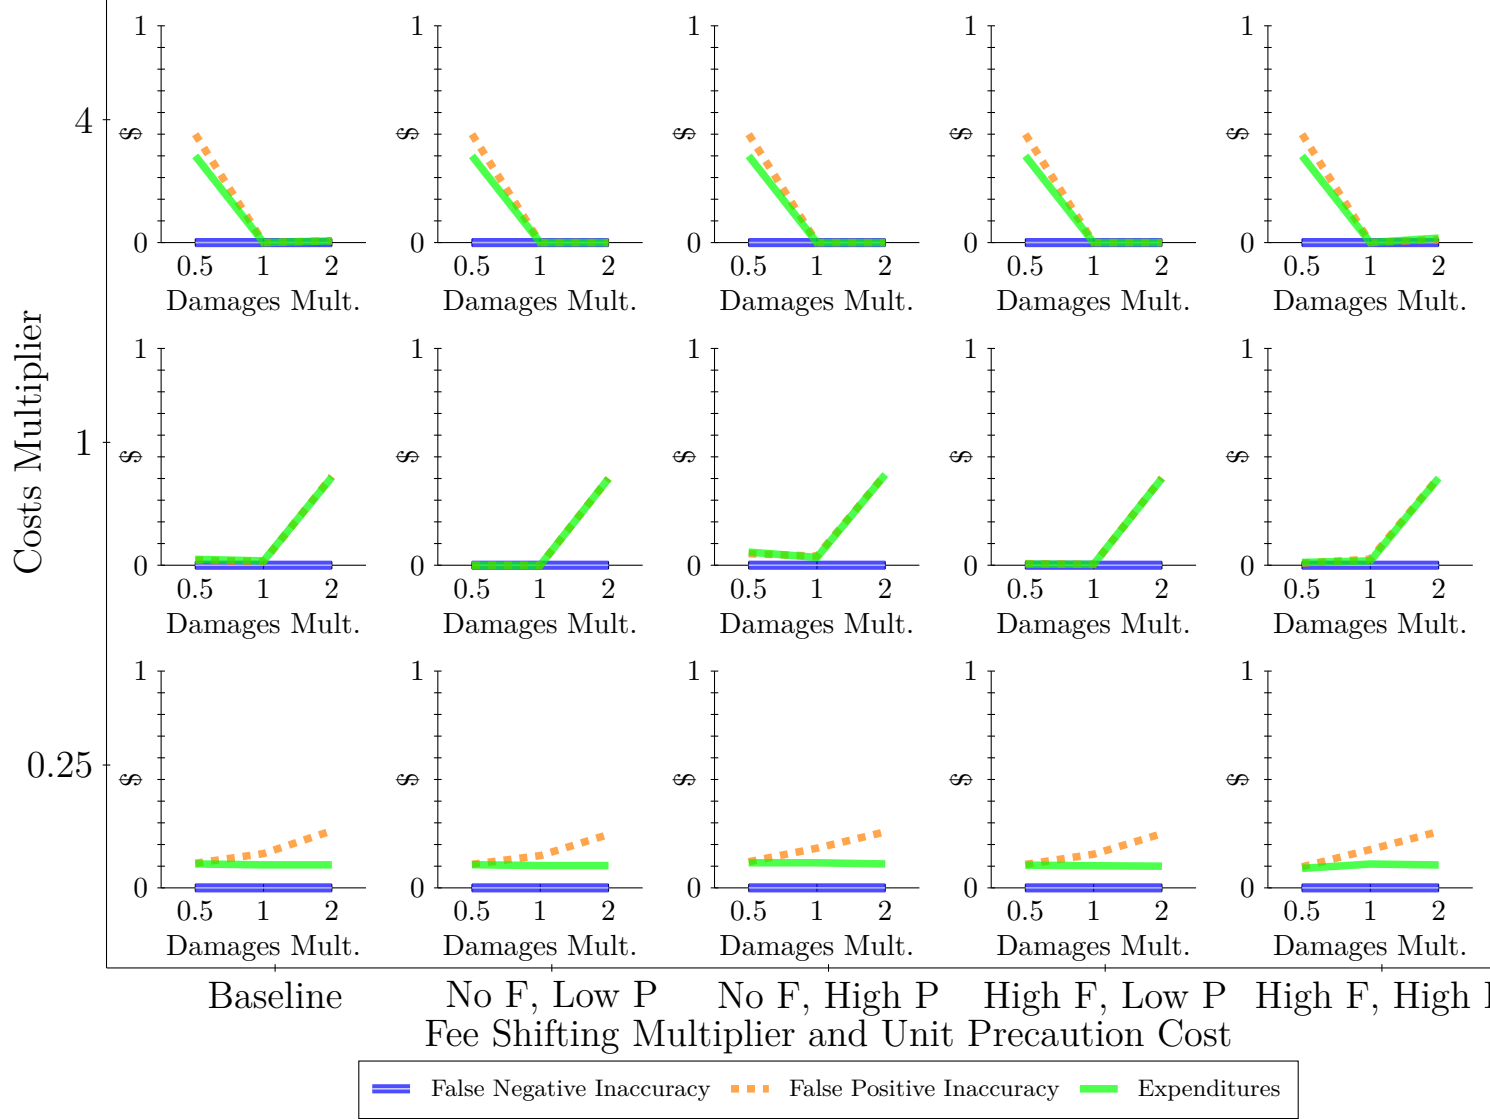 Costs Multiplier
4
1
$
0
0.5 1 2
Damages Mult.
1
$
0
0.5 1 2
Damages Mult.
1
$
0
0.5 1 2
Damages Mult.
1
$
0
0.5 1 2
Damages Mult.
1
$
0
0.5 1 2
Damages Mult.
1
1
$
0
0.5 1 2
Damages Mult.
1
$
0
0.5 1 2
Damages Mult.
1
$
0
0.5 1 2
Damages Mult.
1
$
0
0.5 1 2
Damages Mult.
1
$
0
0.5 1 2
Damages Mult.
0.25
1
$
0
0.5 1 2
Damages Mult.
1
$
0
0.5 1 2
Damages Mult.
1
$
0
0.5 1 2
Damages Mult.
1
$
0
0.5 1 2
Damages Mult.
1
$
0
0.5 1 2
Damages Mult.
Baseline
No F, Low P
No F, High P
High F, Low P
High F, High
Fee Shifting Multiplier and Unit Precaution Cost
False Negative Inaccuracy
False Positive Inaccuracy
Expenditures